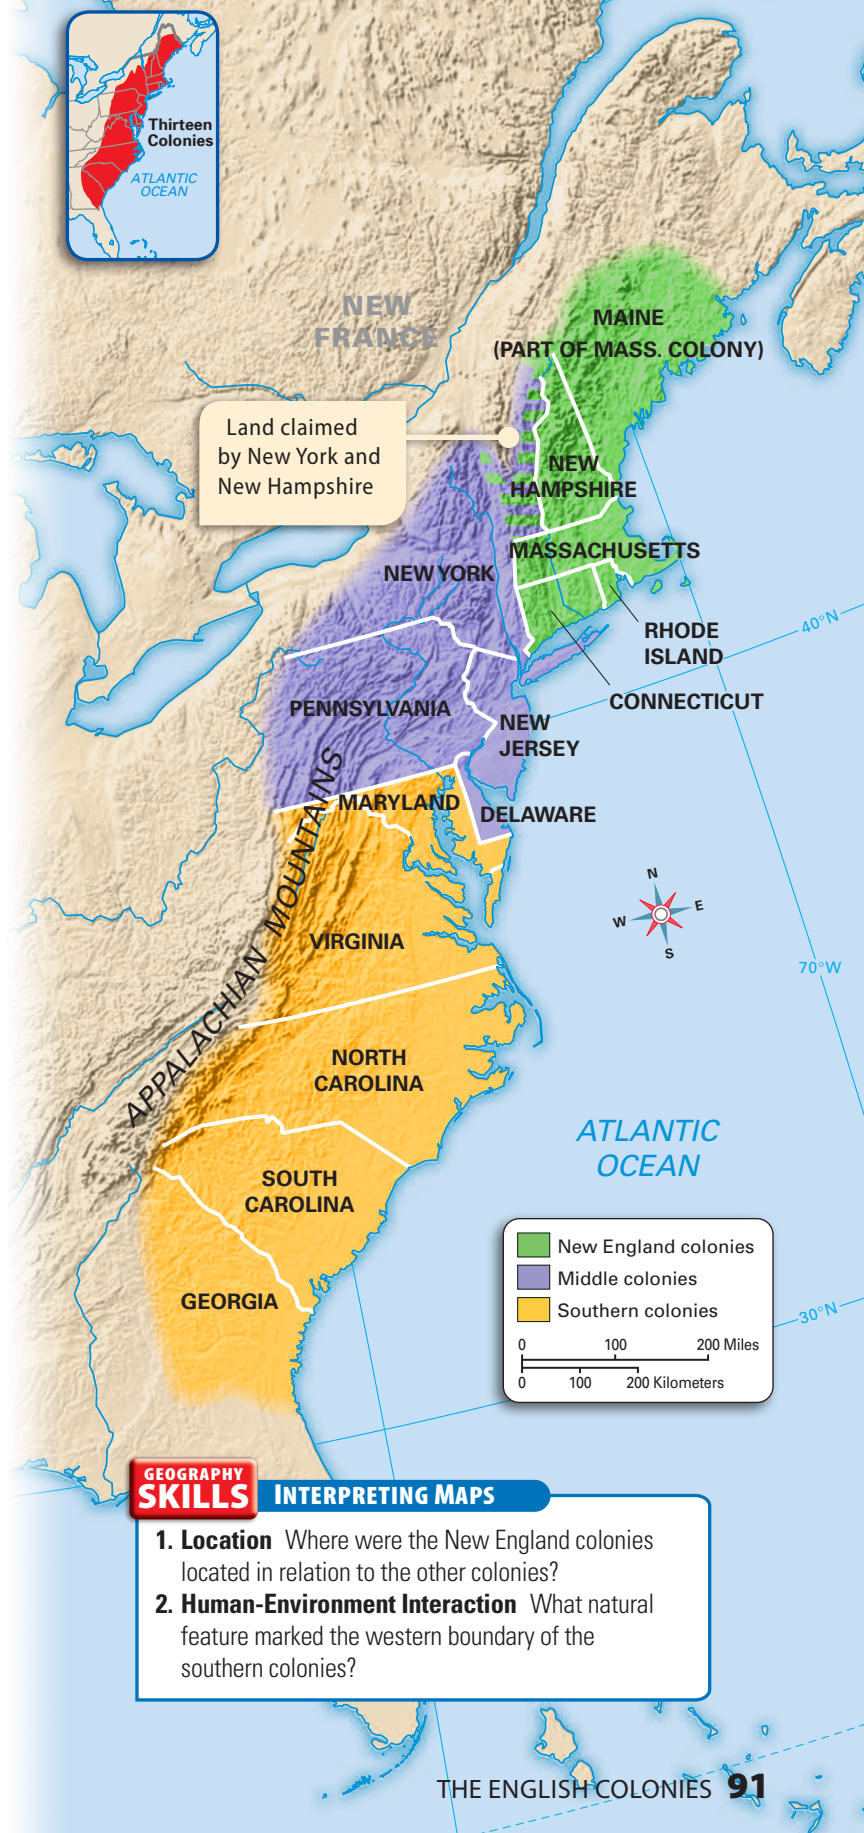 Thirteen
Colonies
ATLANTIC
OCEAN
NEW
FRANCE
MAINE
(PART OF MASS. COLONY)
Land claimed
by New York and
New Hampshire
NEW
HAMPSHIRE
MASSACHUSETTS
NEW YORK
40°N
RHODE
ISLAND
CONNECTICUT
PENNSYLVANIA
NEW
JERSEY
MARYLAND
DELAWARE
APPALACHIAN MOUNTAINS
N
W
E
S
VIRGINIA
70°W
NORTH
CAROLINA
ATLANTIC
OCEAN
SOUTH
CAROLINA
GEORGIA
New England colonies
Middle colonies
Southern colonies
30°N
0 100 200 Miles
0 100 200 Kilometers
GEOGRAPHY
SKILLS
INTERPRETING MAPS
1. Location Where were the New England colonies
located in relation to the other colonies?
2. Human-Environment Interaction What natural
feature marked the western boundary of the
southern colonies?
THE ENGLISH COLONIES 91